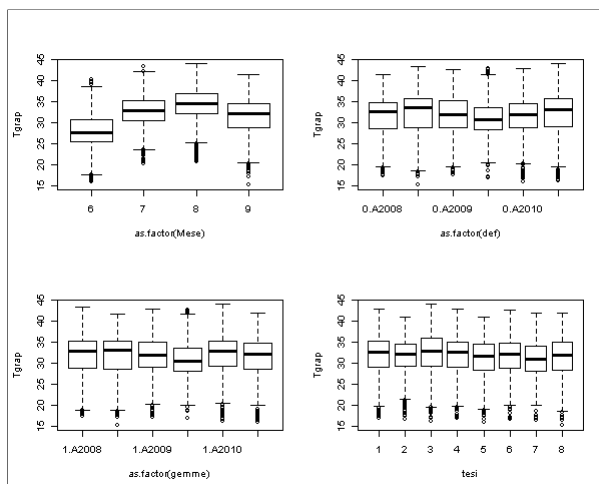 Tgrap
45
40
35
30
25
20
15
6 7 8 9
as.factor(Mese)
Tgrap
45
40
35
30
25
20
15
0.A2008 0.A2009 0.A2010
as.factor(def)
Tgrap
45
40
35
30
25
20
15
1.A2008 1.A2009 1.A2010
as.factor(gemme)
Tgrap
45
40
35
30
25
20
15
1 2 3 4 5 6 7 8
tesi